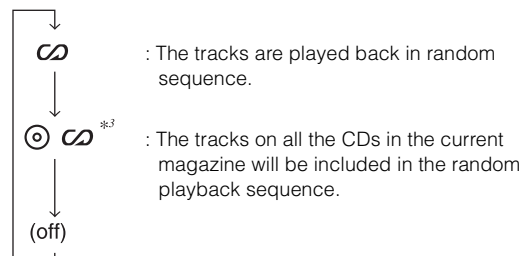 : The tracks are played back in random
sequence.
*3
: The tracks on all the CDs in the current
magazine will be included in the random
playback sequence.
(off)